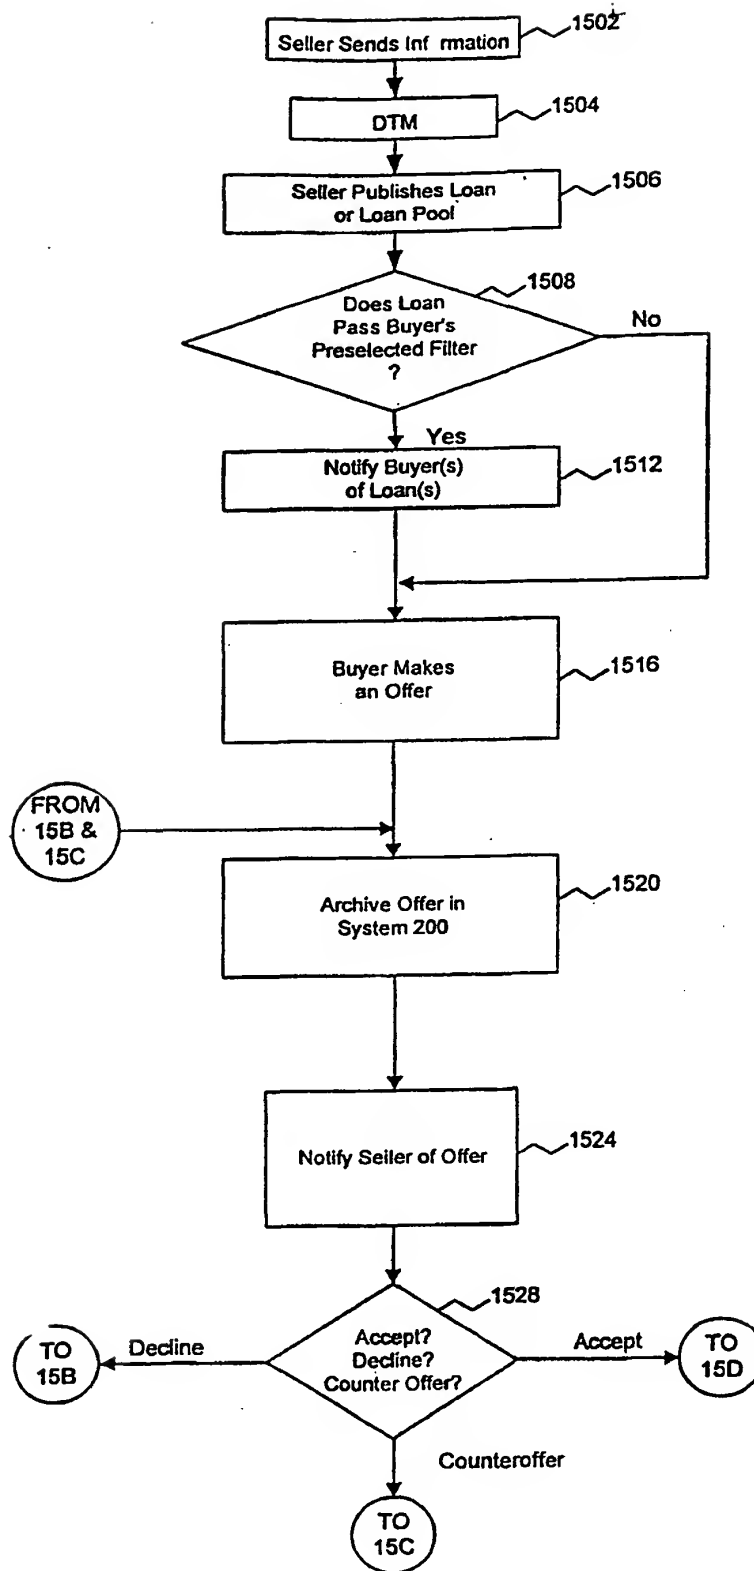 1502
Seller Sends Inf rmation
1504
DTM
1506
Seller Publishes Loan
or Loan Pool
1508
Does Loan
Pass Buyer's
Preselected Filter
?
No
Yes
Notify Buyer(s)
of Loan(s)
1512
Buyer Makes
an Offer
1516
FROM
15B &
15C
1520
Archive Offer in
System 200
Notify Seller of Offer
1524
1528
Accept?
Decline?
Counter Offer?
Decline
TO
15B
Accept
TO
15D
Counteroffer
TO
15C